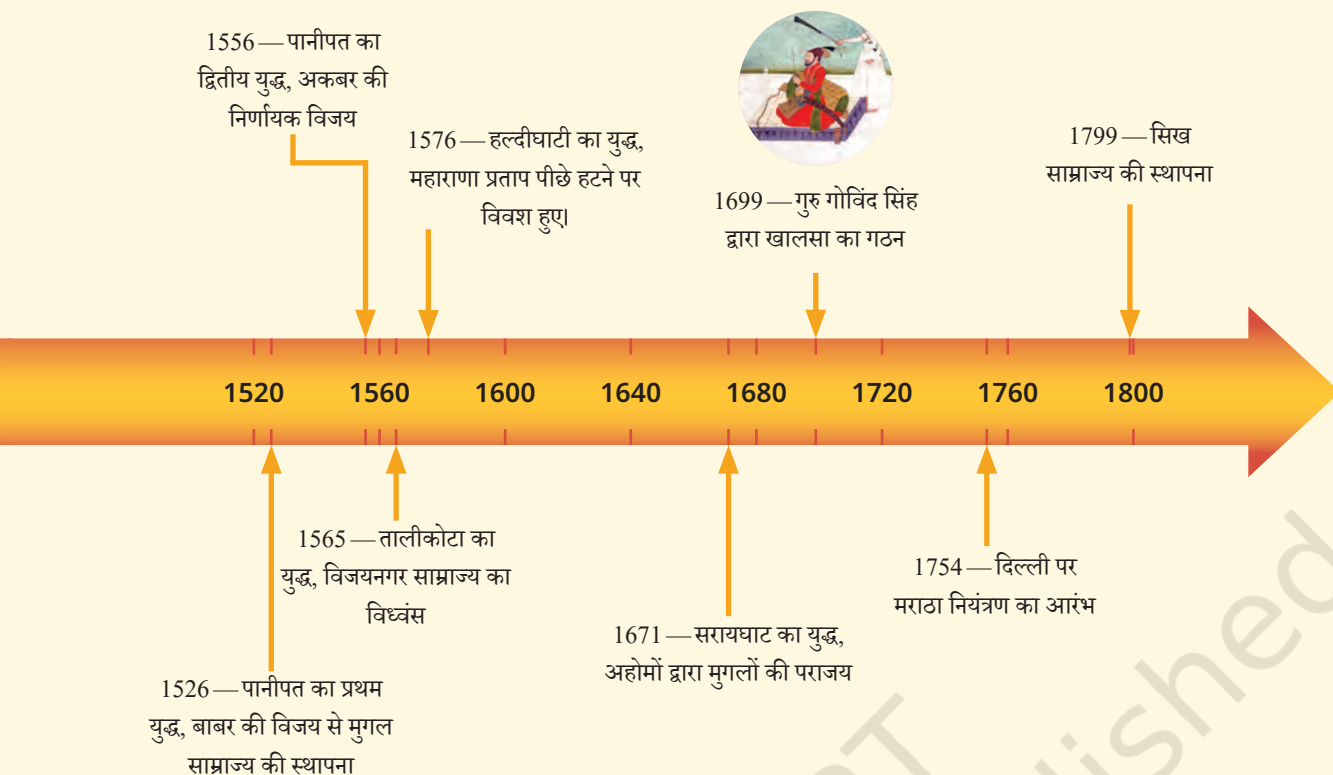 1556 — पानीपत का
द्वितीय युद्ध, अकबर की
निर्णायक विजय
1576 — हल्दीघाटी का युद्ध,
महाराणा प्रताप पीछे हटने पर
विवश हुए।
1699 — गुरु गोविंद सिंह
द्वारा खालसा का गठन
1799 — सिख
साम्राज्य की स्थापना
1520 1560 1600 1640 1680 1720 1760 1800
1526 — पानीपत का प्रथम
युद्ध, बाबर की विजय से मुगल
साम्राज्य की स्थापना
1565 — तालीकोटा का
युद्ध, विजयनगर साम्राज्य का
विध्वंस
1671 — सरायघाट का युद्ध,
अहोमों द्वारा मुगलों की पराजय
1754 — दिल्ली पर
मराठा नियंत्रण का आरंभ